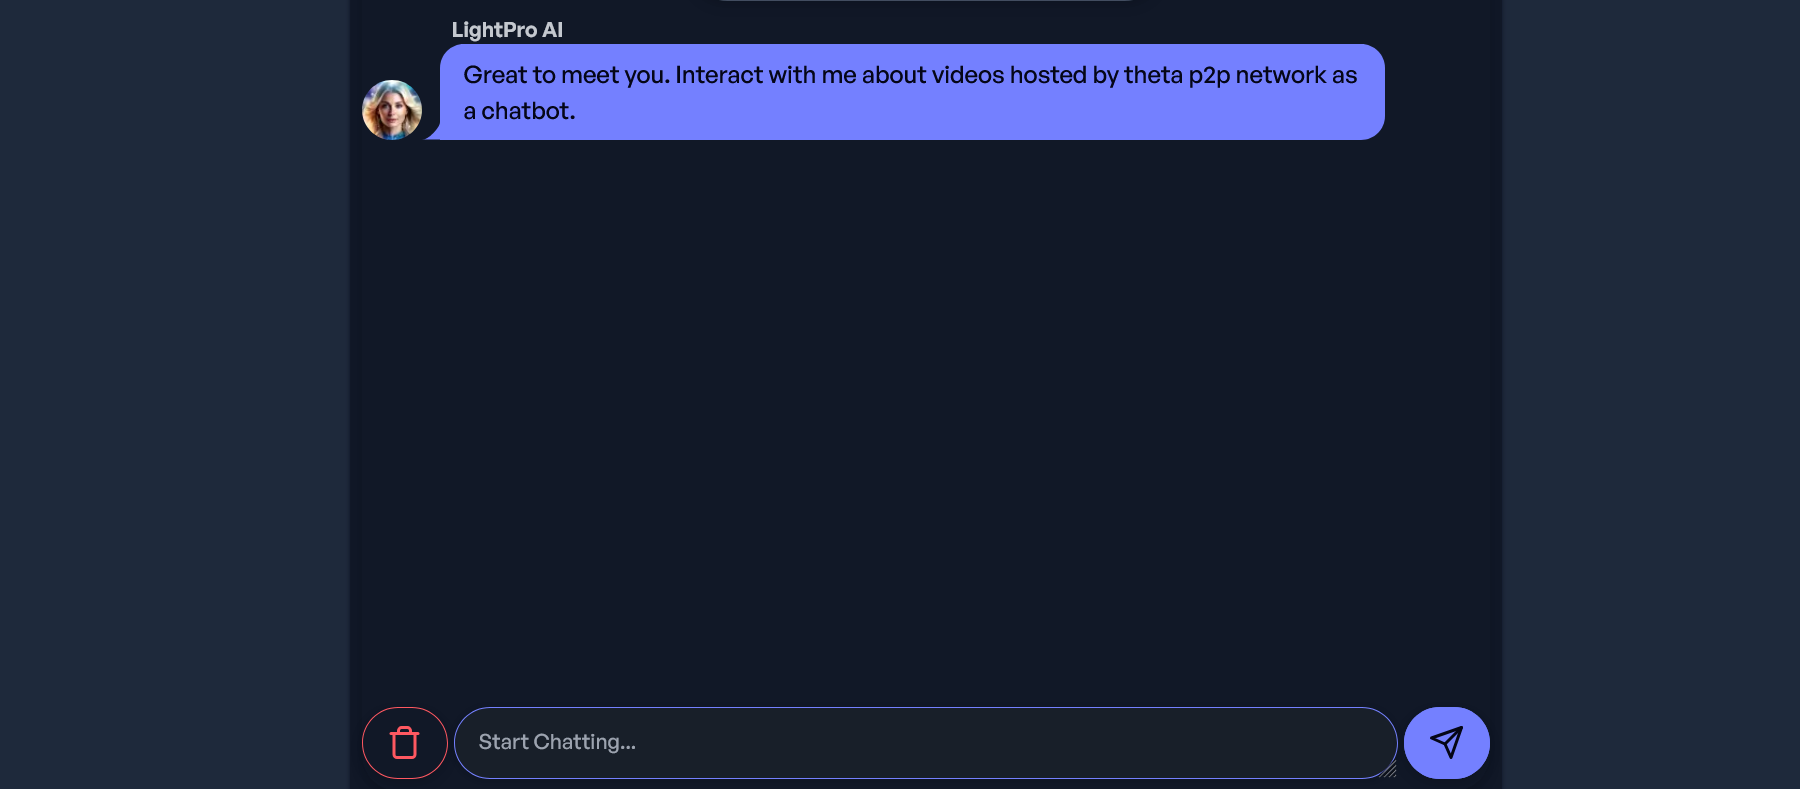 LightPro AI
Great to meet you. Interact with me about videos hosted by theta p2p network as
a chatbot.
Start Chatting...